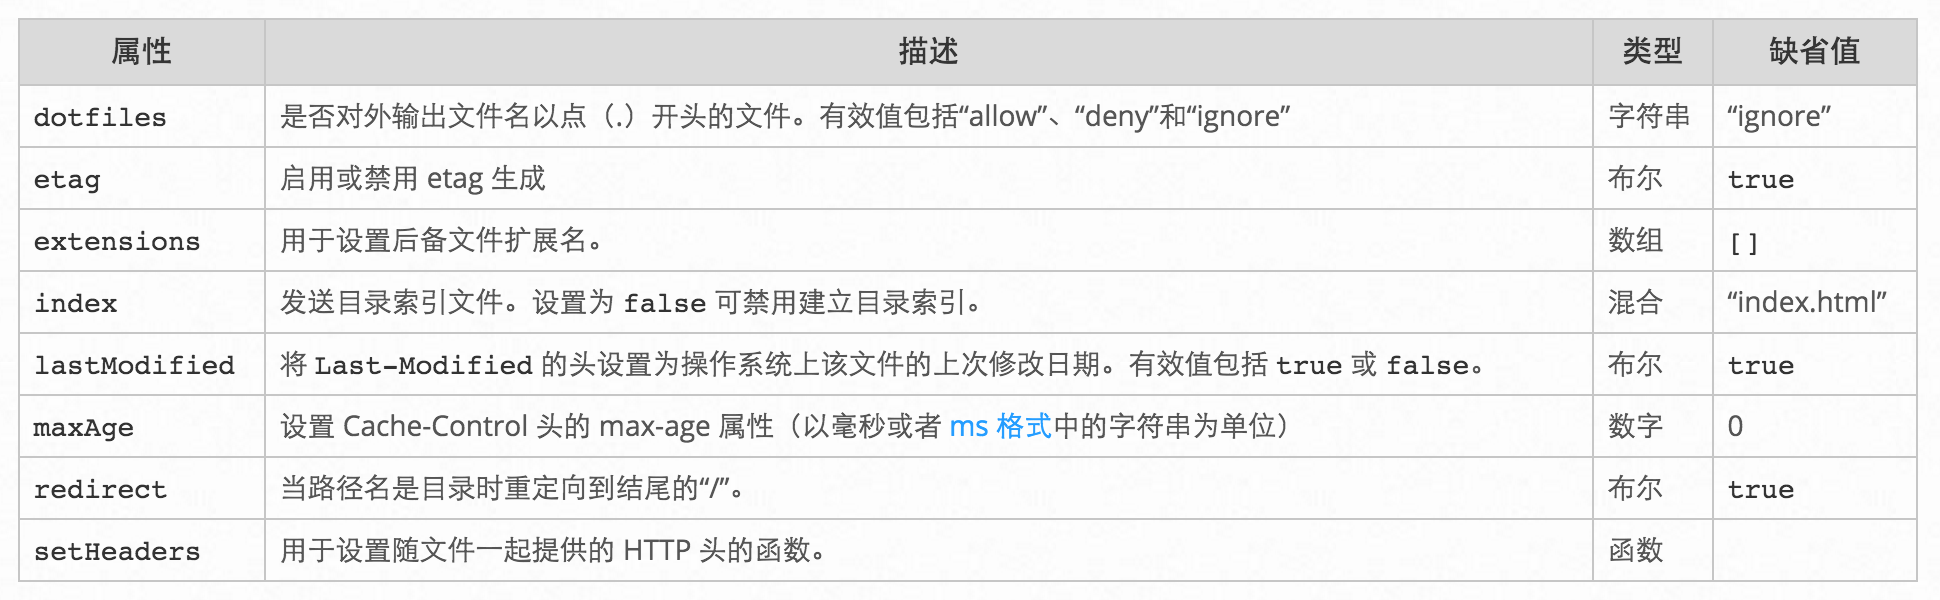 属性 描述 类型 缺省值
dotfiles 是否对外输出文件名以点（.）开头的文件。有效值包括“allow”、“deny”和“ignore” 字符串 “ignore”
etag 启用或禁用 etag 生成 布尔 true
extensions 用于设置后备文件扩展名。 数组 []
index 发送目录索引文件。设置为 false 可禁用建立目录索引。 混合 “index.html”
lastModified 将 Last-Modified 的头设置为操作系统上该文件的上次修改日期。有效值包括 true 或 false。 布尔 true
maxAge 设置 Cache-Control 头的 max-age 属性（以毫秒或者 ms 格式中的字符串为单位） 数字 0
redirect 当路径名是目录时重定向到结尾的“/”。 布尔 true
setHeaders 用于设置随文件一起提供的 HTTP 头的函数。 函数